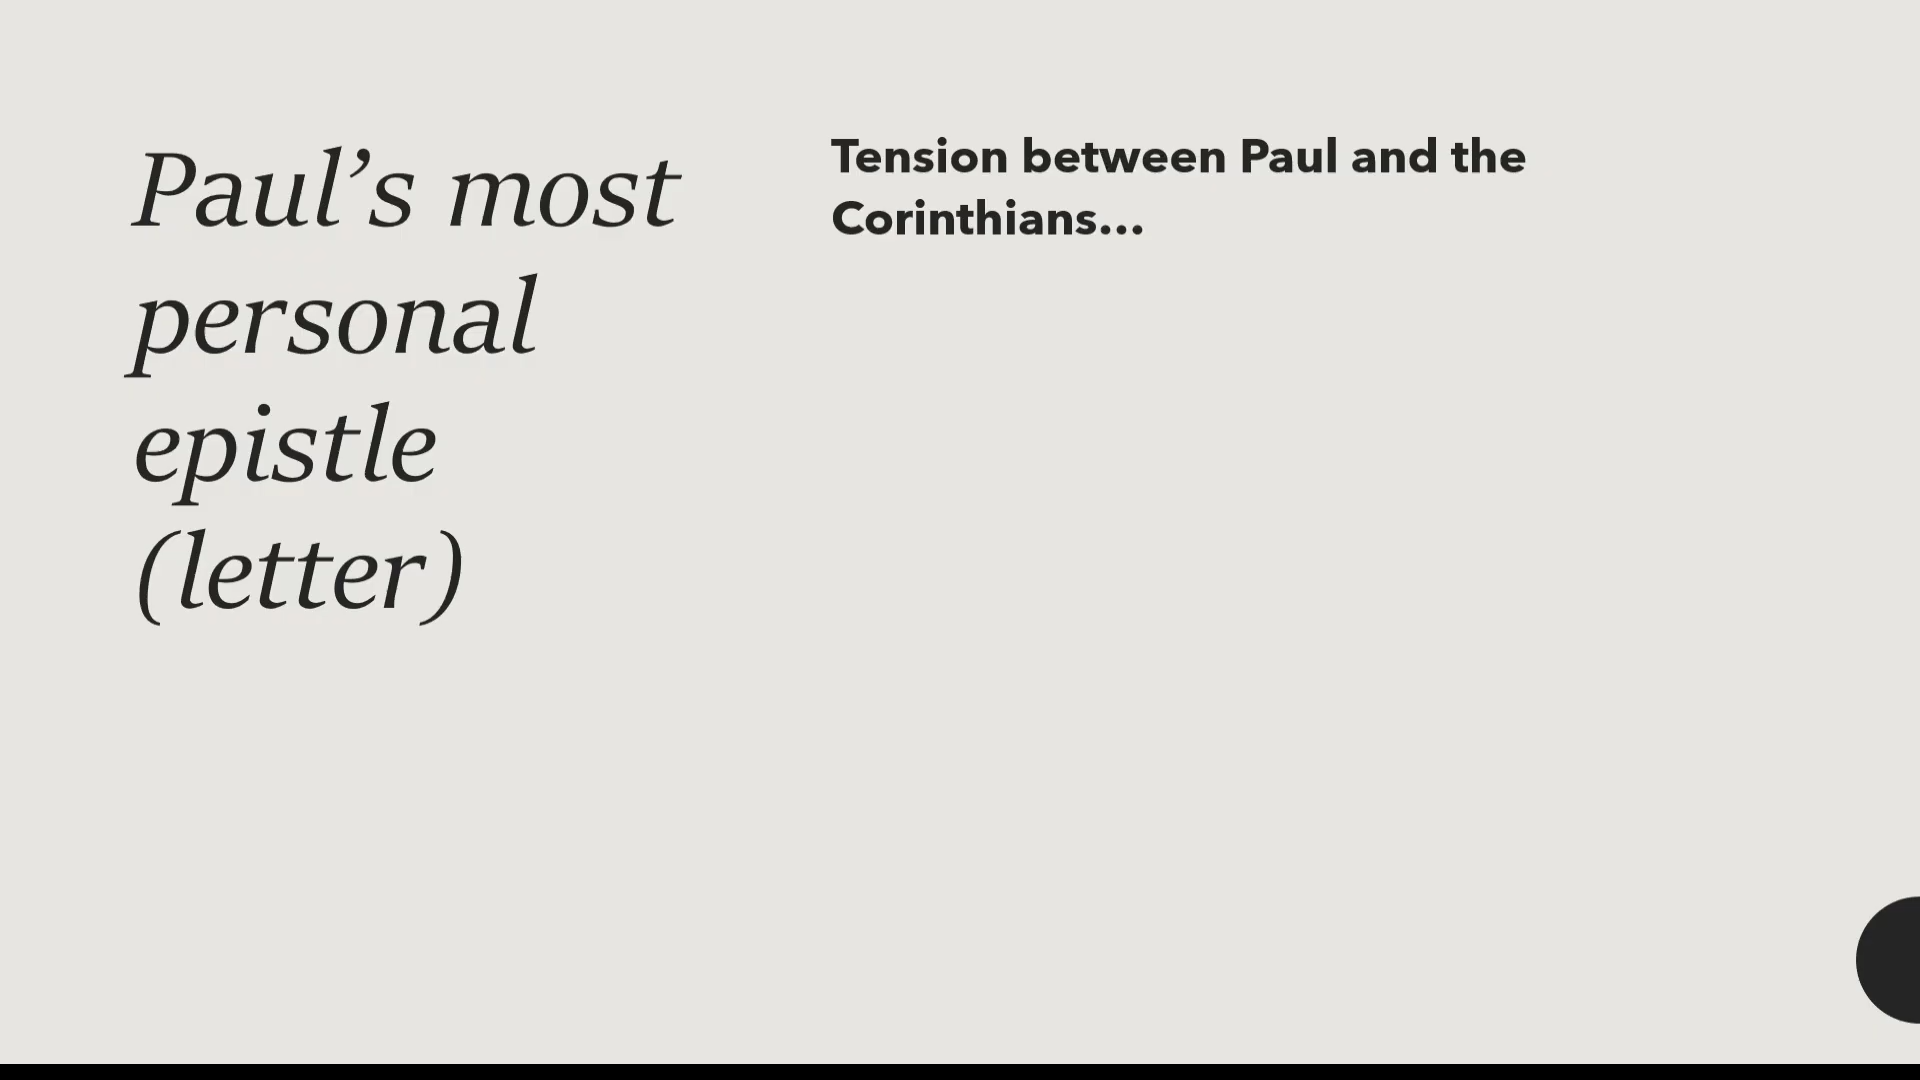 Paul’s most
personal
epistle
(letter)
Tension between Paul and the
Corinthians…